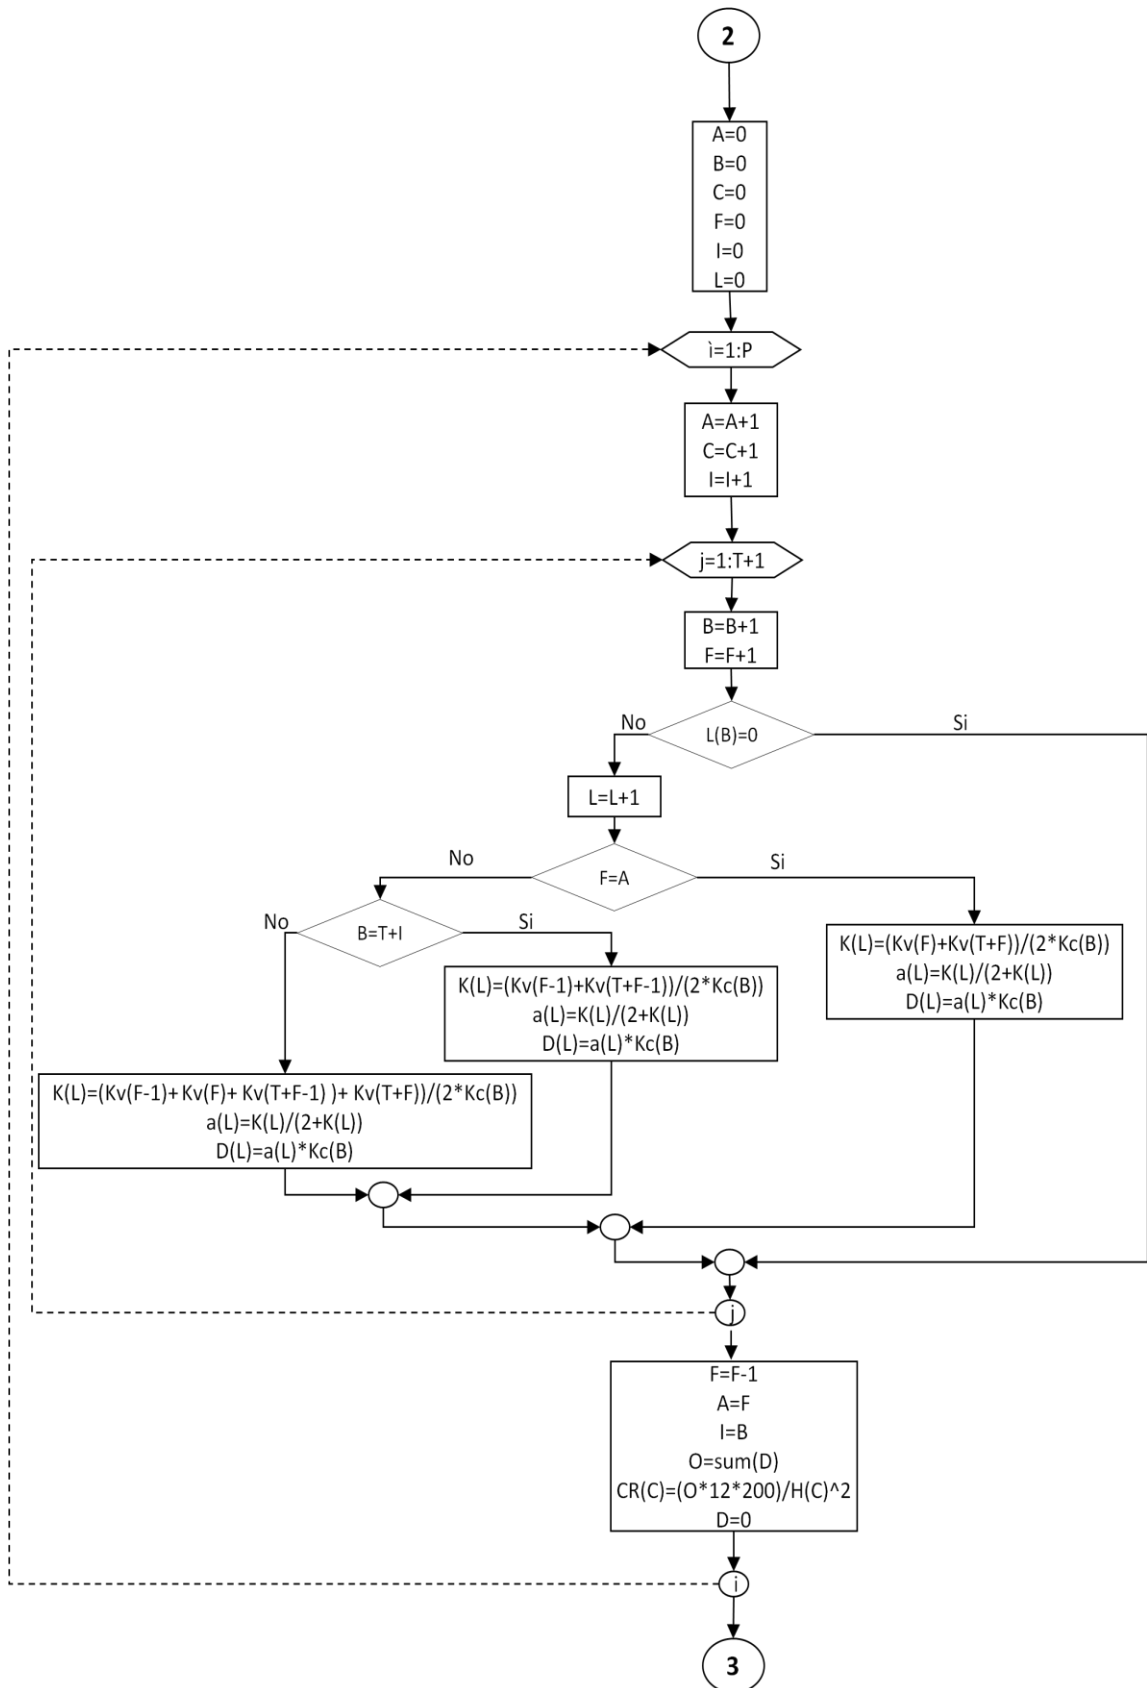 2
A=0
B=0
C=0
F=0
I=0
L=0
ì=1:P
A=A+1
C=C+1
I=I+1
j=1:T+1
B=B+1
F=F+1
No
L(B)=0
Si
L=L+1
No
F=A
Si
No
B=T+I
Si
K(L)=(Kv(F)+Kv(T+F))/(2*Kc(B))
a(L)=K(L)/(2+K(L))
D(L)=a(L)*Kc(B)
K(L)=(Kv(F-1)+Kv(T+F-1))/(2*Kc(B))
a(L)=K(L)/(2+K(L))
D(L)=a(L)*Kc(B)
K(L)=(Kv(F-1)+ Kv(F)+ Kv(T+F-1) )+ Kv(T+F))/(2*Kc(B))
a(L)=K(L)/(2+K(L))
D(L)=a(L)*Kc(B)
j
F=F-1
A=F
I=B
O=sum(D)
CR(C)=(O*12*200)/H(C)^2
D=0
i
3